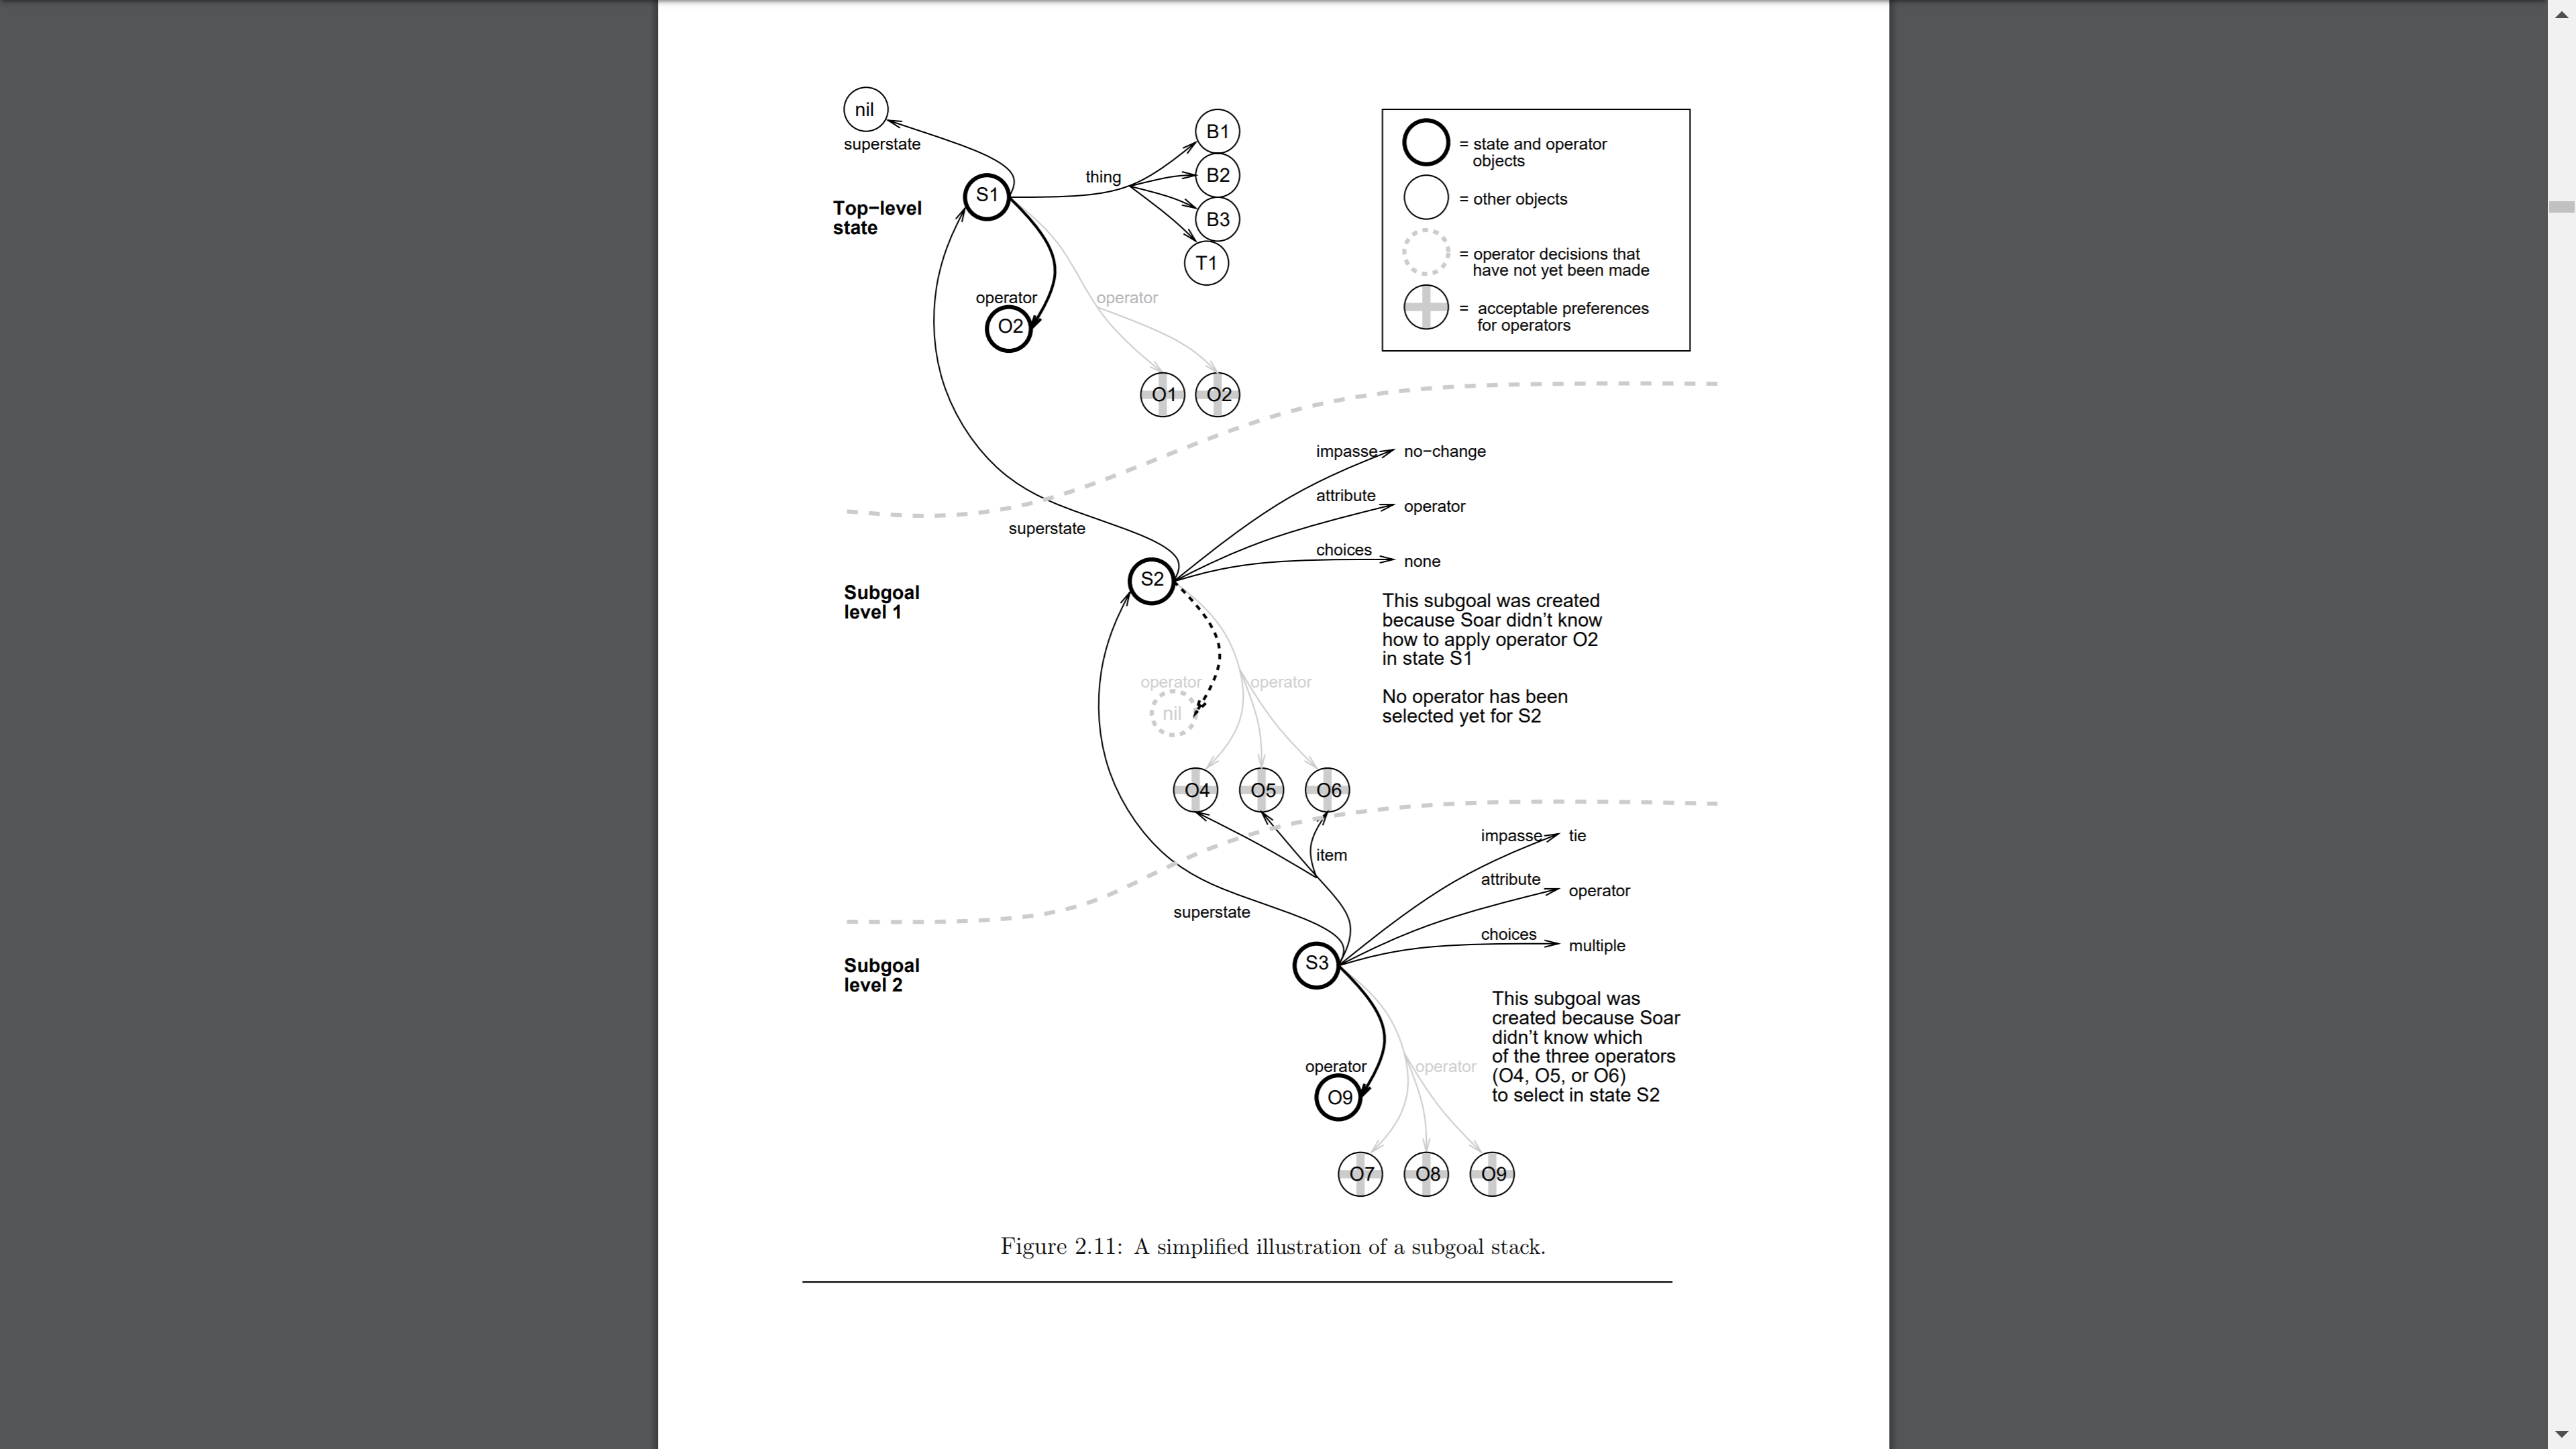 nil
superstate
S1
Top−level
state
thing
B1
B2
B3
T1
operator
O2
operator
O1
O2
= state and operator
objects
= other objects
= operator decisions that
have not yet been made
= acceptable preferences
for operators
superstate
impasse
no−change
attribute
operator
choices
none
S2
Subgoal
level 1
This subgoal was created
because Soar didn't know
how to apply operator O2
in state S1
No operator has been
selected yet for S2
operator
nil
operator
O4
O5
O6
item
superstate
impasse
tie
attribute
operator
choices
multiple
S3
Subgoal
level 2
This subgoal was
created because Soar
didn't know which
of the three operators
(O4, O5, or O6)
to select in state S2
operator
O9
operator
O7
O8
O9
Figure 2.11: A simplified illustration of a subgoal stack.